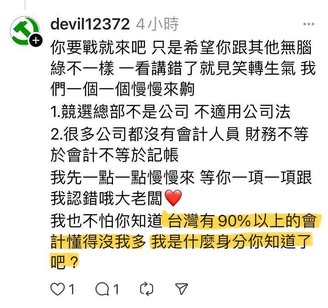 devil12372 4小時
你要戰就來吧 只是希望你跟其他無腦
綠不一樣 一看講錯了就見笑轉生氣 我
們一個一個慢慢來夠
1.競選總部不是公司 不適用公司法
2.很多公司都沒有會計人員 財務不等
於會計不等於記帳
我先一點一點慢慢來 等你一項一項跟
我認錯哦大老闆❤️
我也不怕你知道 台灣有90%以上的會
計懂得沒我多 我是什麼身分你知道了
吧？
1 1